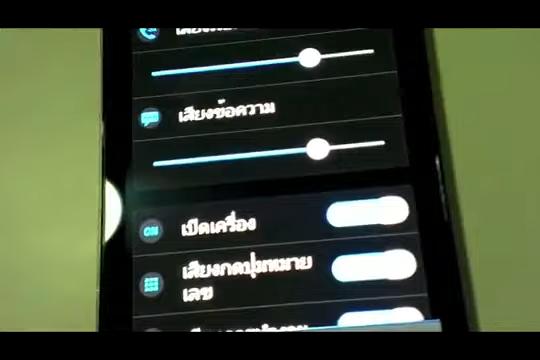 เสียงข้อความ
ON
เปิดเครื่อง
เสียงกดปุ่มหมาย
เลข